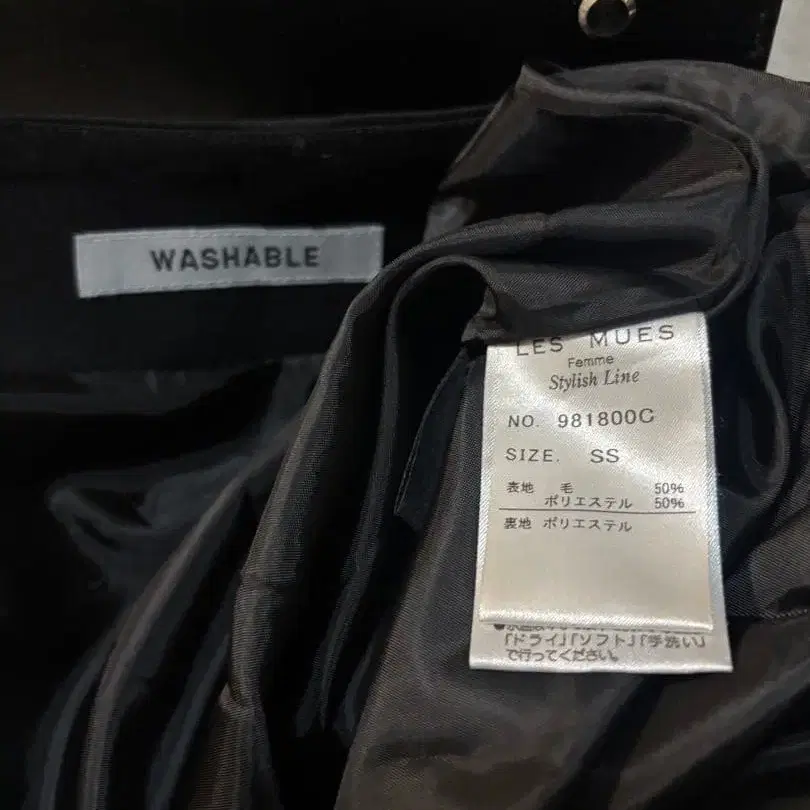 WASHABLE
LES MUES
Femme
Stylish Line
NO. 981800C
SIZE. SS
表地 毛 50%
ポリエステル 50%
裏地 ポリエステル
「ドライ」「ソフト」「手洗い」
で行ってください。